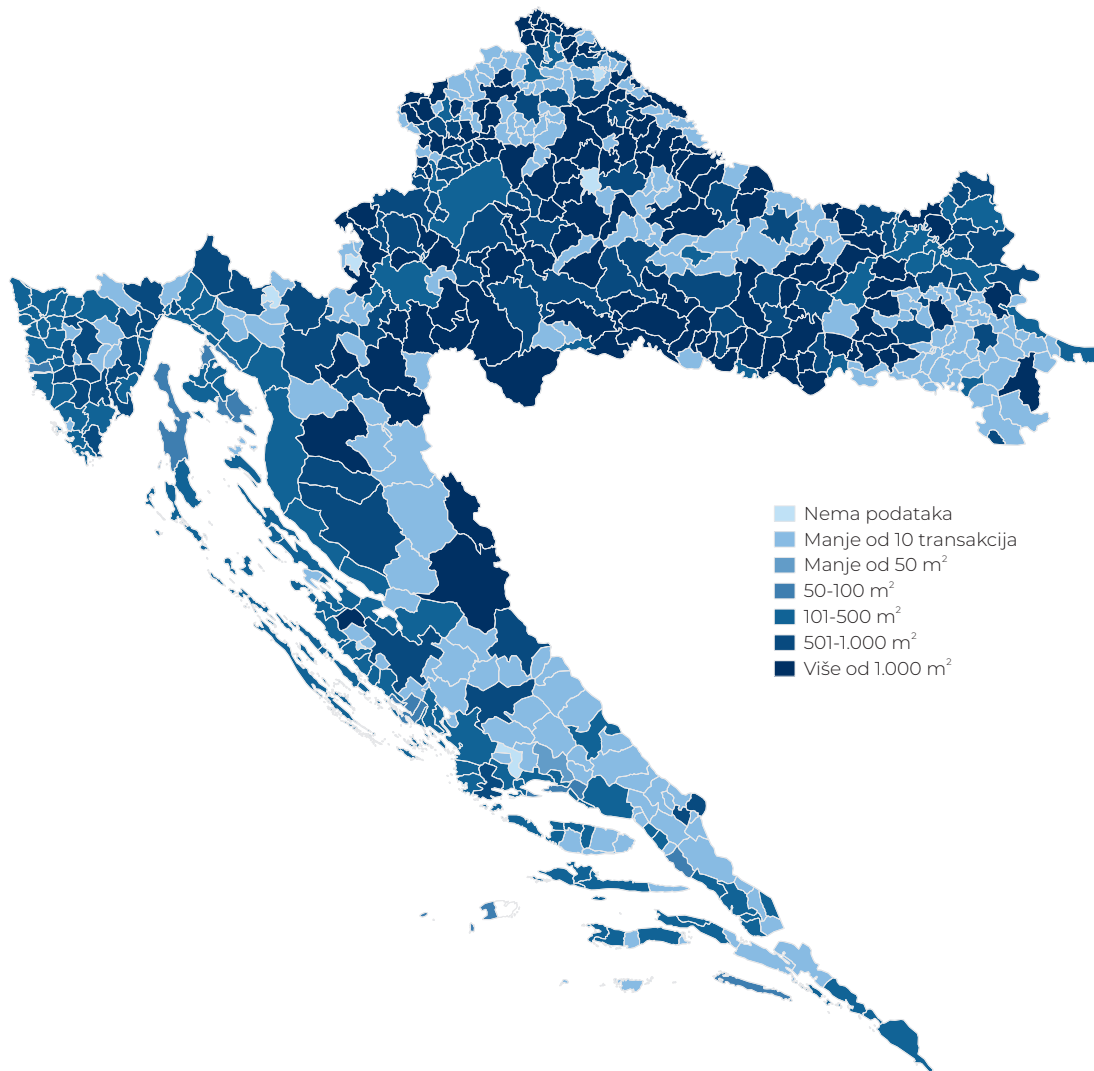 Nema podataka
Manje od 10 transakcija
Manje od 50 m²
50-100 m²
101-500 m²
501-1.000 m²
Više od 1.000 m²